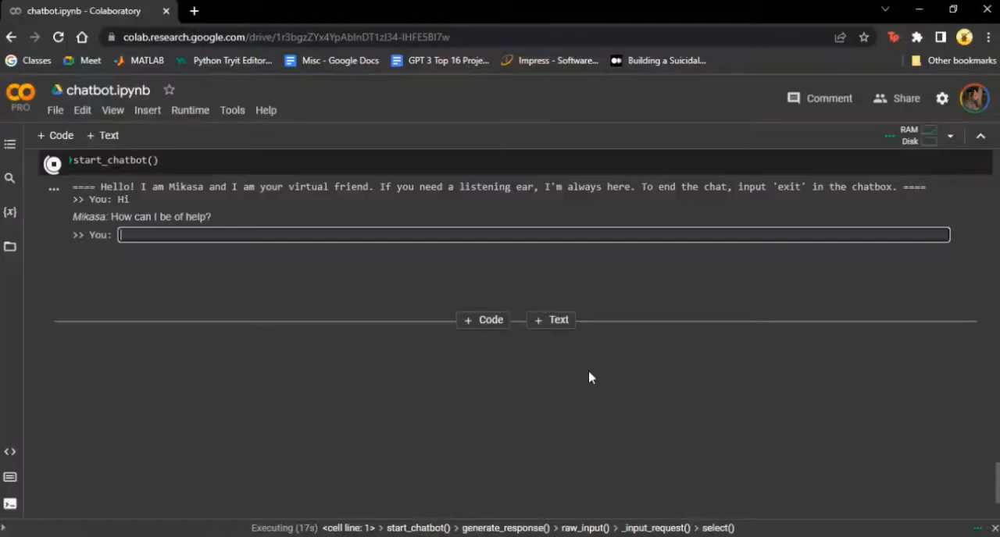 chatbot.ipynb - Colaboratory
colab.research.google.com/drive/1r3bgzZYx4YpAbInDT1zI34-IHFE5BI7w
Classes Meet MATLAB Python Tryit Editor... Misc - Google Docs GPT 3 Top 16 Proje... Impress - Software... Building a Suicidal... Other bookmarks
CO PRO
chatbot.ipynb
Comment Share
File Edit View Insert Runtime Tools Help
+ Code + Text
RAM
Disk
start_chatbot()
==== Hello! I am Mikasa and I am your virtual friend. If you need a listening ear, I'm always here. To end the chat, input 'exit' in the chatbox. ====
>> You: Hi
Mikasa: How can I be of help?
>> You:
+ Code + Text
Executing (17s) <cell line: 1> > start_chatbot() > generate_response() > raw_input() > _input_request() > select()